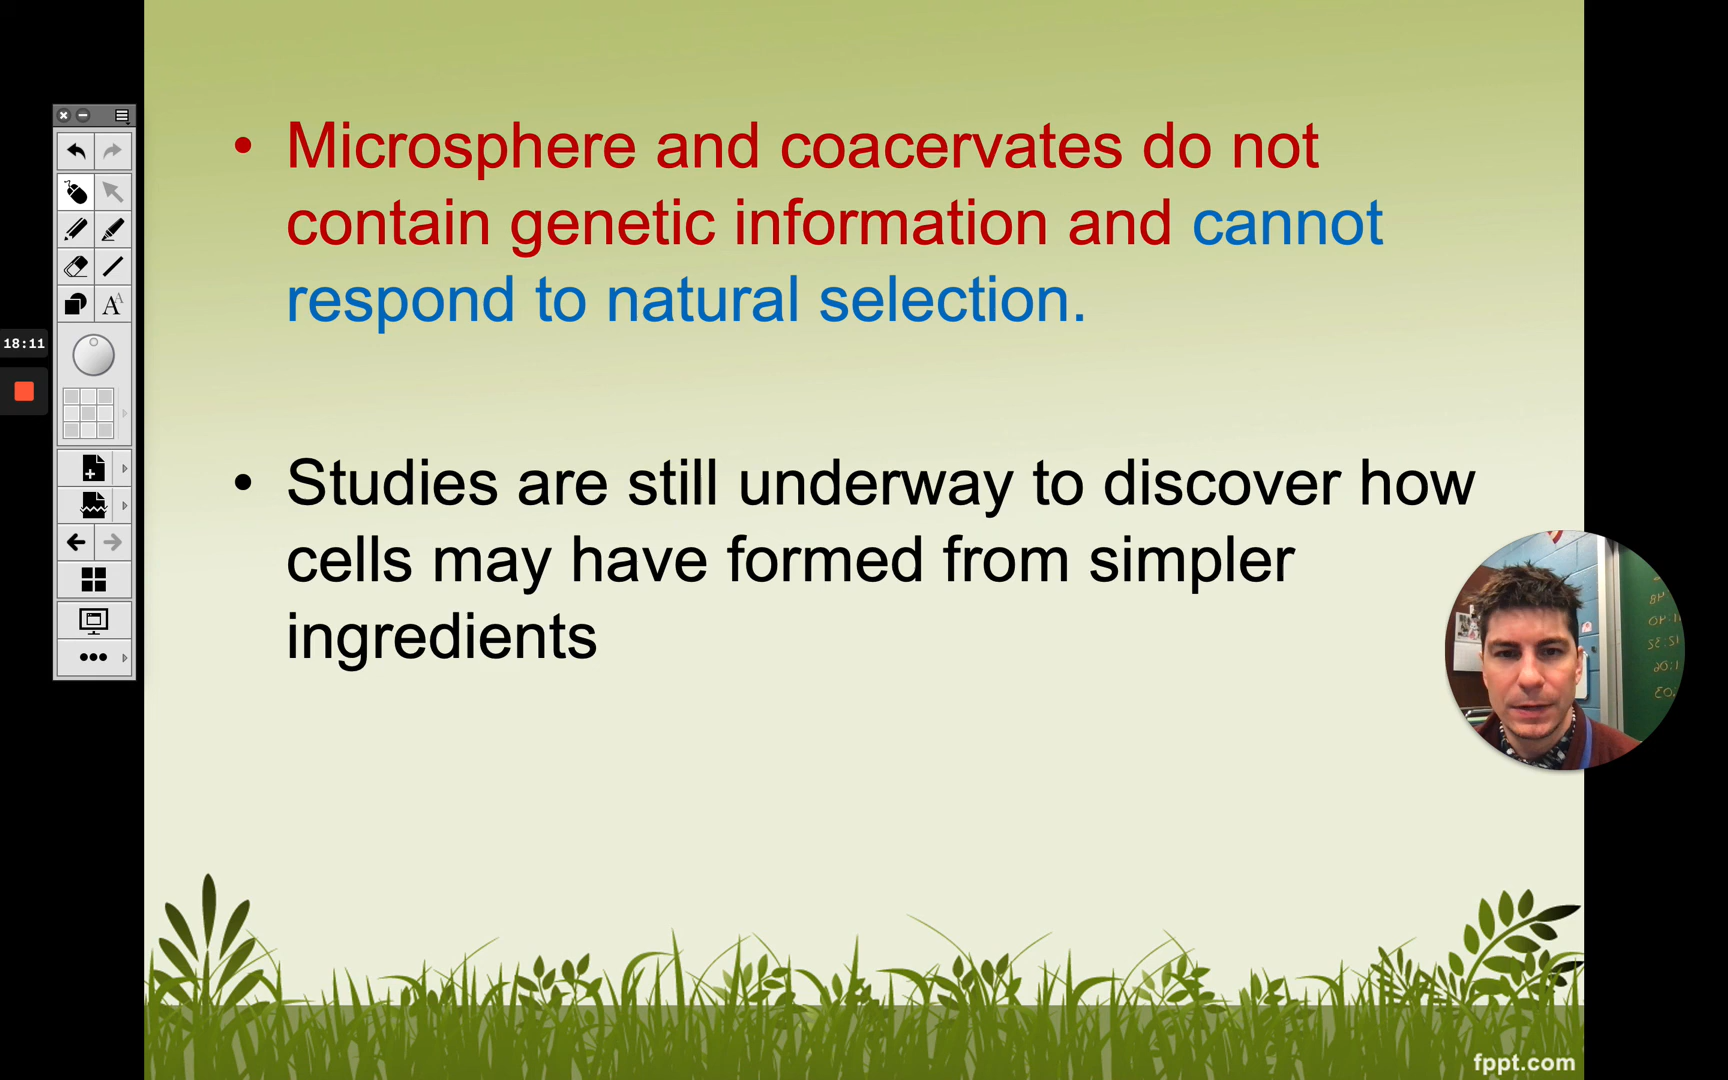 • Microsphere and coacervates do not
contain genetic information and cannot
respond to natural selection.
• Studies are still underway to discover how
cells may have formed from simpler
ingredients
18:11
fppt.com